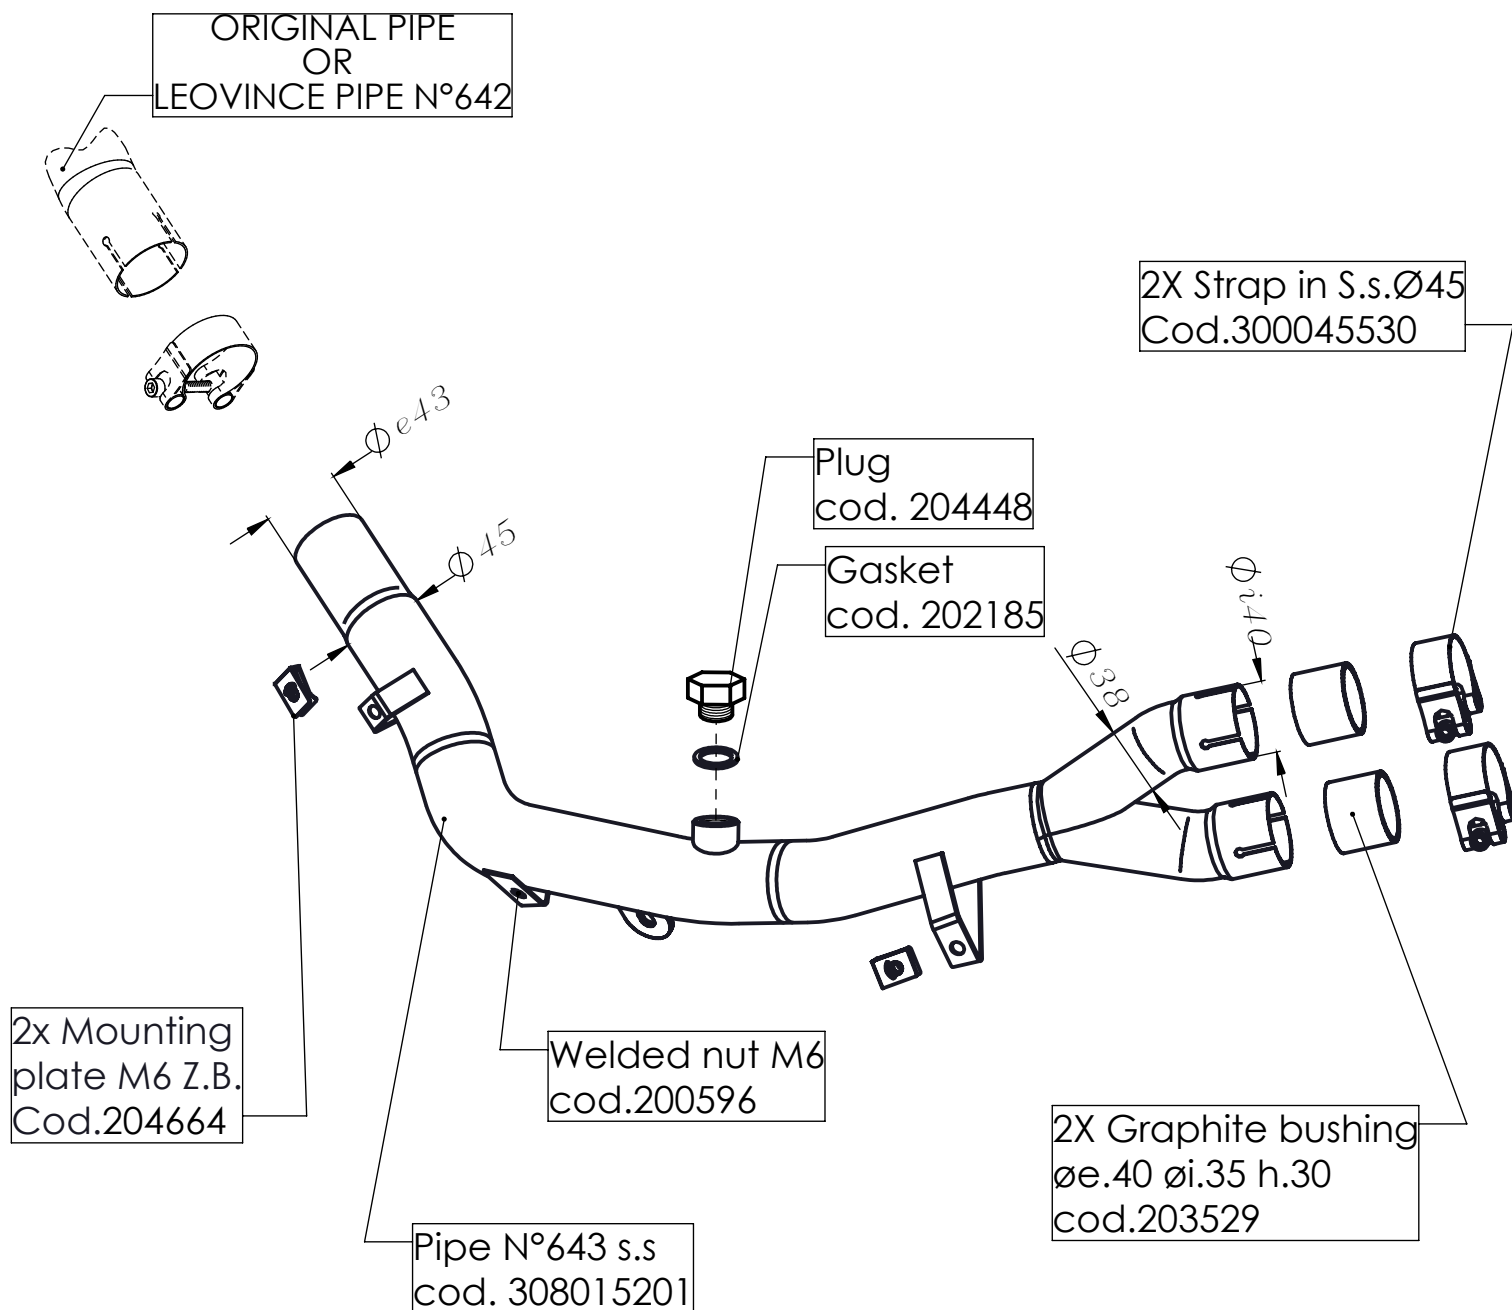 ORIGINAL PIPE
OR
LEOVINCE PIPE N°642
2X Strap in S.s.Ø45
Cod.300045530
ϕe43
Plug
cod. 204448
ϕ45
Gasket
cod. 202185
ϕi40
ϕ38
2x Mounting
plate M6 Z.B.
Cod.204664
Welded nut M6
cod.200596
2X Graphite bushing
øe.40 øi.35 h.30
cod.203529
Pipe N°643 s.s
cod. 308015201